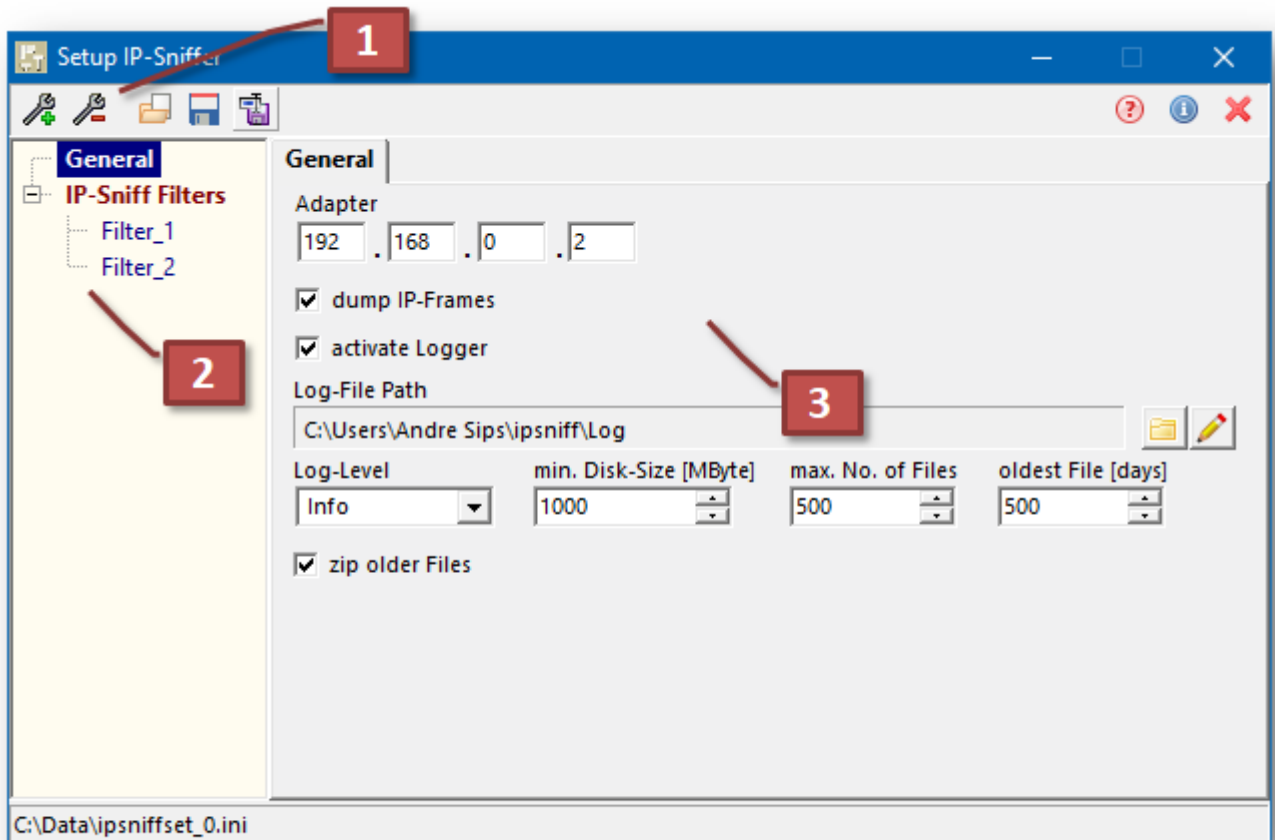 1
Setup IP-Sniffer
General
IP-Sniff Filters
Filter_1
Filter_2
2
General
Adapter
192 . 168 . 0 . 2
dump IP-Frames
activate Logger
3
Log-File Path
C:\Users\Andre Sips\ipsniff\Log
Log-Level min. Disk-Size [MByte] max. No. of Files oldest File [days]
Info 1000 500 500
zip older Files
C:\Data\ipsniffset_0.ini